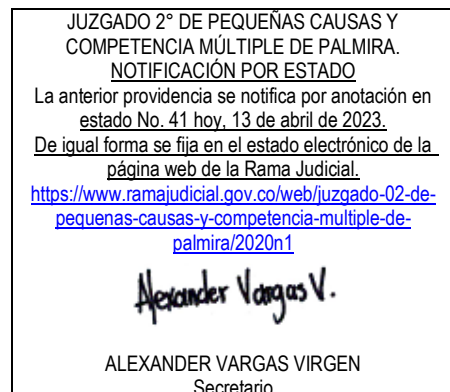 JUZGADO 2° DE PEQUEÑAS CAUSAS Y
COMPETENCIA MÚLTIPLE DE PALMIRA.
NOTIFICACIÓN POR ESTADO
La anterior providencia se notifica por anotación en
estado No. 41 hoy, 13 de abril de 2023.
De igual forma se fija en el estado electrónico de la
página web de la Rama Judicial.
https://www.ramajudicial.gov.co/web/juzgado-02-de-
pequenas-causas-y-competencia-multiple-de-
palmira/2020n1
Alexander Vargas V.
ALEXANDER VARGAS VIRGEN
Secretario